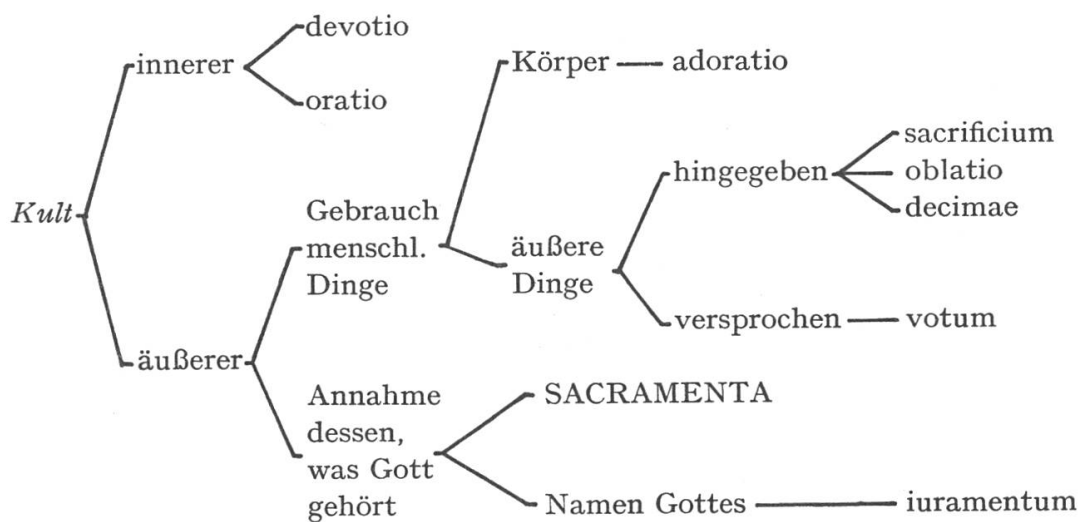 Kult
innerer
devotio
oratio
äußerer
Gebrauch
menschl.
Dinge
Körper
adoratio
äußere
Dinge
hingegeben
sacrificium
oblatio
decimae
versprochen
votum
Annahme
dessen,
was Gott
gehört
SACRAMENTA
Namen Gottes
iuramentum